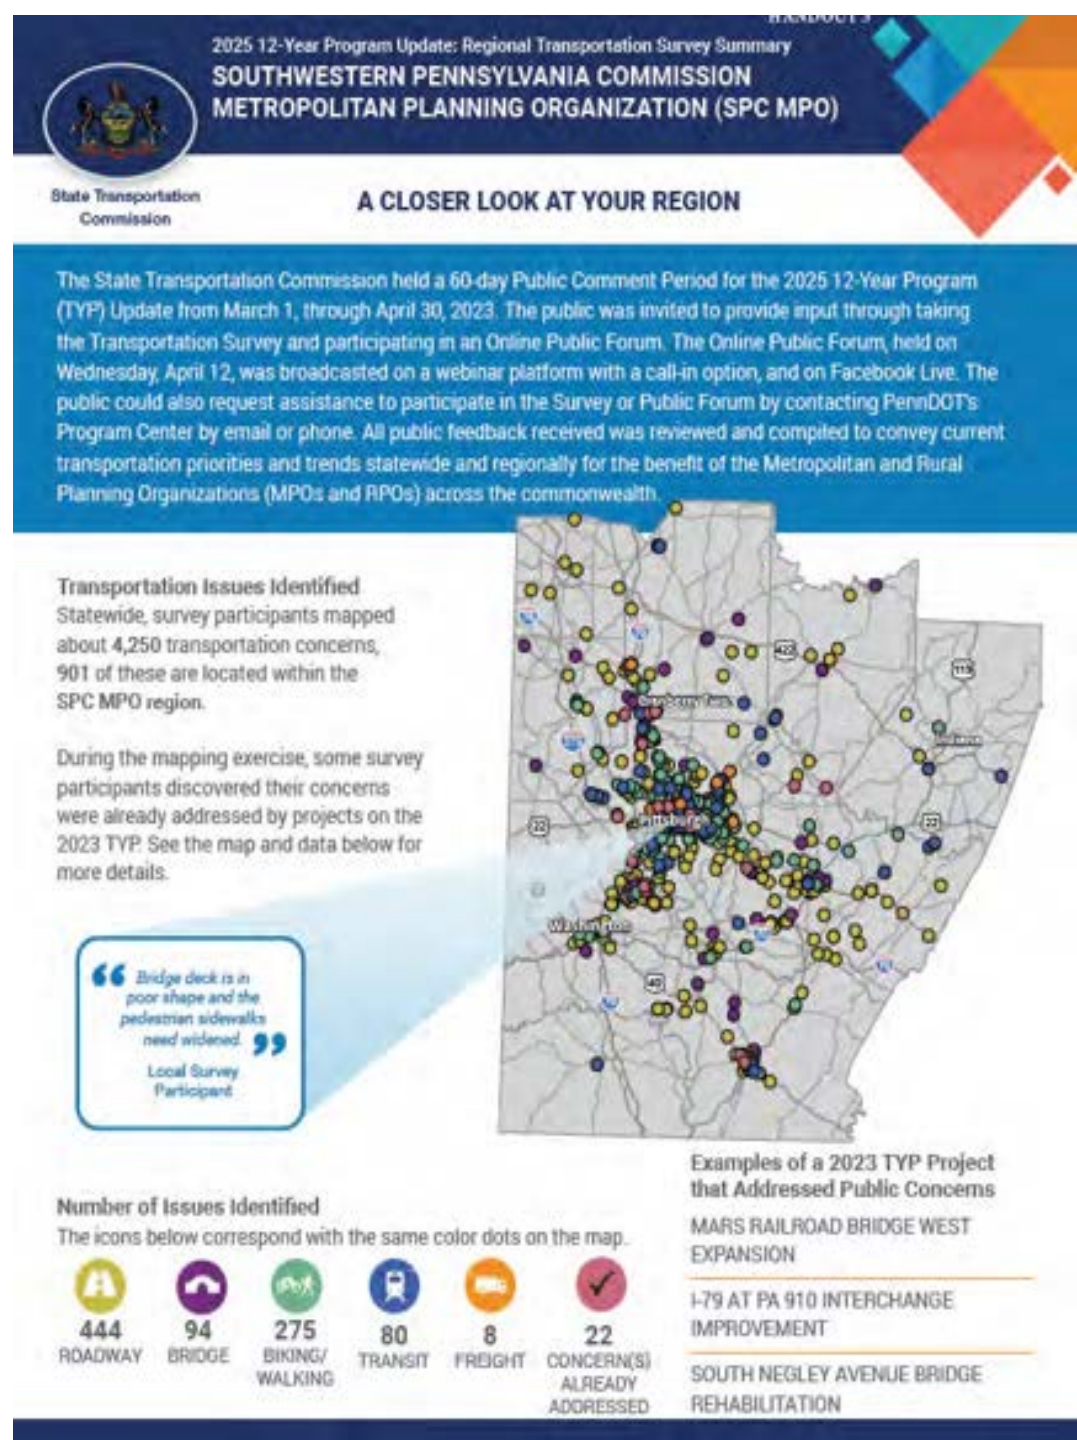 HANDOUT 3
2025 12-Year Program Update: Regional Transportation Survey Summary
SOUTHWESTERN PENNSYLVANIA COMMISSION
METROPOLITAN PLANNING ORGANIZATION (SPC MPO)
State Transportation
Commission
A CLOSER LOOK AT YOUR REGION
The State Transportation Commission held a 60-day Public Comment Period for the 2025 12-Year Program
(TYP) Update from March 1, through April 30, 2023. The public was invited to provide input through taking
the Transportation Survey and participating in an Online Public Forum. The Online Public Forum, held on
Wednesday, April 12, was broadcasted on a webinar platform with a call-in option, and on Facebook Live. The
public could also request assistance to participate in the Survey or Public Forum by contacting PennDOT's
Program Center by email or phone. All public feedback received was reviewed and compiled to convey current
transportation priorities and trends statewide and regionally for the benefit of the Metropolitan and Rural
Planning Organizations (MPOs and RPOs) across the commonwealth.
Transportation Issues Identified
Statewide, survey participants mapped
about 4,250 transportation concerns,
901 of these are located within the
SPC MPO region.
During the mapping exercise, some survey
participants discovered their concerns
were already addressed by projects on the
2023 TYP. See the map and data below for
more details.
422
119
Cranberry Twp.
Indiana
22
Pittsburgh
22
Washington
40
“ Bridge deck is in
poor shape and the
pedestrian sidewalks
need widened. ”
Local Survey
Participant
Number of Issues Identified
The icons below correspond with the same color dots on the map.
444
ROADWAY
94
BRIDGE
275
BIKING/
WALKING
80
TRANSIT
8
FREIGHT
22
CONCERN(S)
ALREADY
ADDRESSED
Examples of a 2023 TYP Project
that Addressed Public Concerns
MARS RAILROAD BRIDGE WEST
EXPANSION
I-79 AT PA 910 INTERCHANGE
IMPROVEMENT
SOUTH NEGLEY AVENUE BRIDGE
REHABILITATION